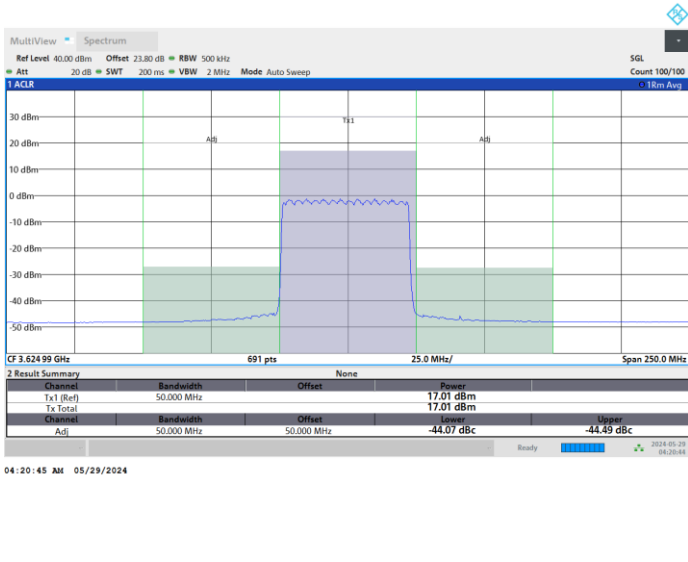 MultiView Spectrum
Ref Level 40.00 dBm Offset 23.80 dB RBW 500 kHz SGL
Att 20 dB SWT 200 ms VBW 2 MHz Mode Auto Sweep Count 100/100
1 ACLR 1Rm Avg
30 dBm
Tx1
20 dBm Adj Adj
10 dBm
0 dBm
-10 dBm
-20 dBm
-30 dBm
-40 dBm
-50 dBm
CF 3.624 99 GHz 691 pts 25.0 MHz/ Span 250.0 MHz
2 Result Summary None
Channel Bandwidth Offset Power
Tx1 (Ref) 50.000 MHz 17.01 dBm
Tx Total 17.01 dBm
Channel Bandwidth Offset Lower Upper
Adj 50.000 MHz 50.000 MHz -44.07 dBc -44.49 dBc
Ready 2024-05-29
04:20:44
04:20:45 AM 05/29/2024